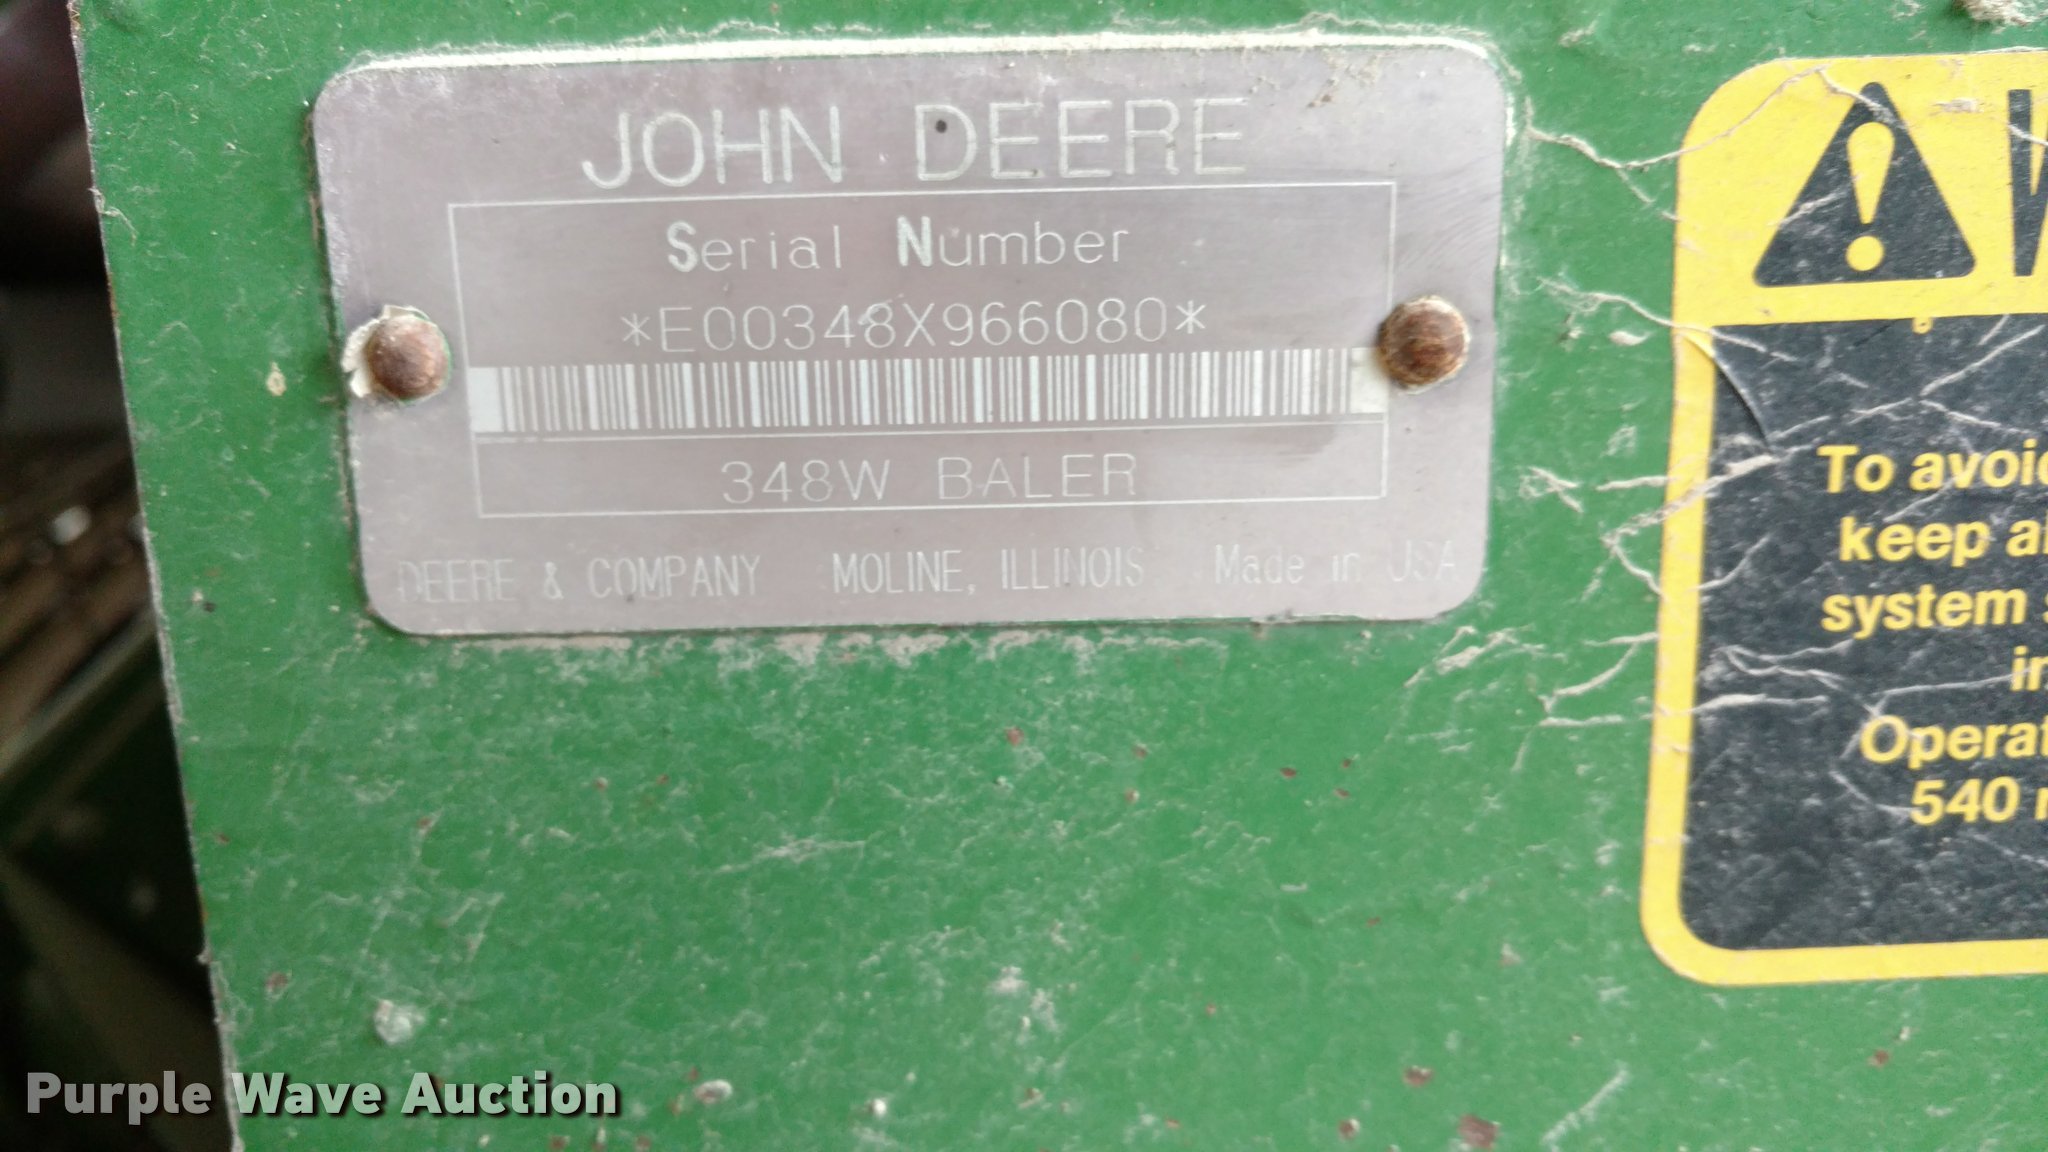 JOHN DEERE
Serial Number
*E00348X966080*
348W BALER
DEERE & COMPANY MOLINE, ILLINOIS Made in USA
To
keep
system
Operat
540
Purple Wave Auction